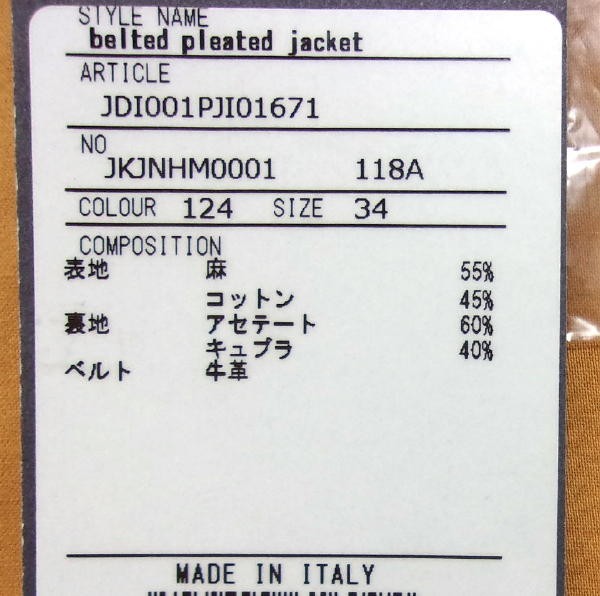 STYLE NAME
belted pleated jacket
ARTICLE
JDI001PJI01671
NO
JKJNHM0001 118A
COLOUR 124 SIZE 34
COMPOSITION
表地 麻 55%
コットン 45%
裏地 アセテート 60%
キュプラ 40%
ベルト 牛革
MADE IN ITALY